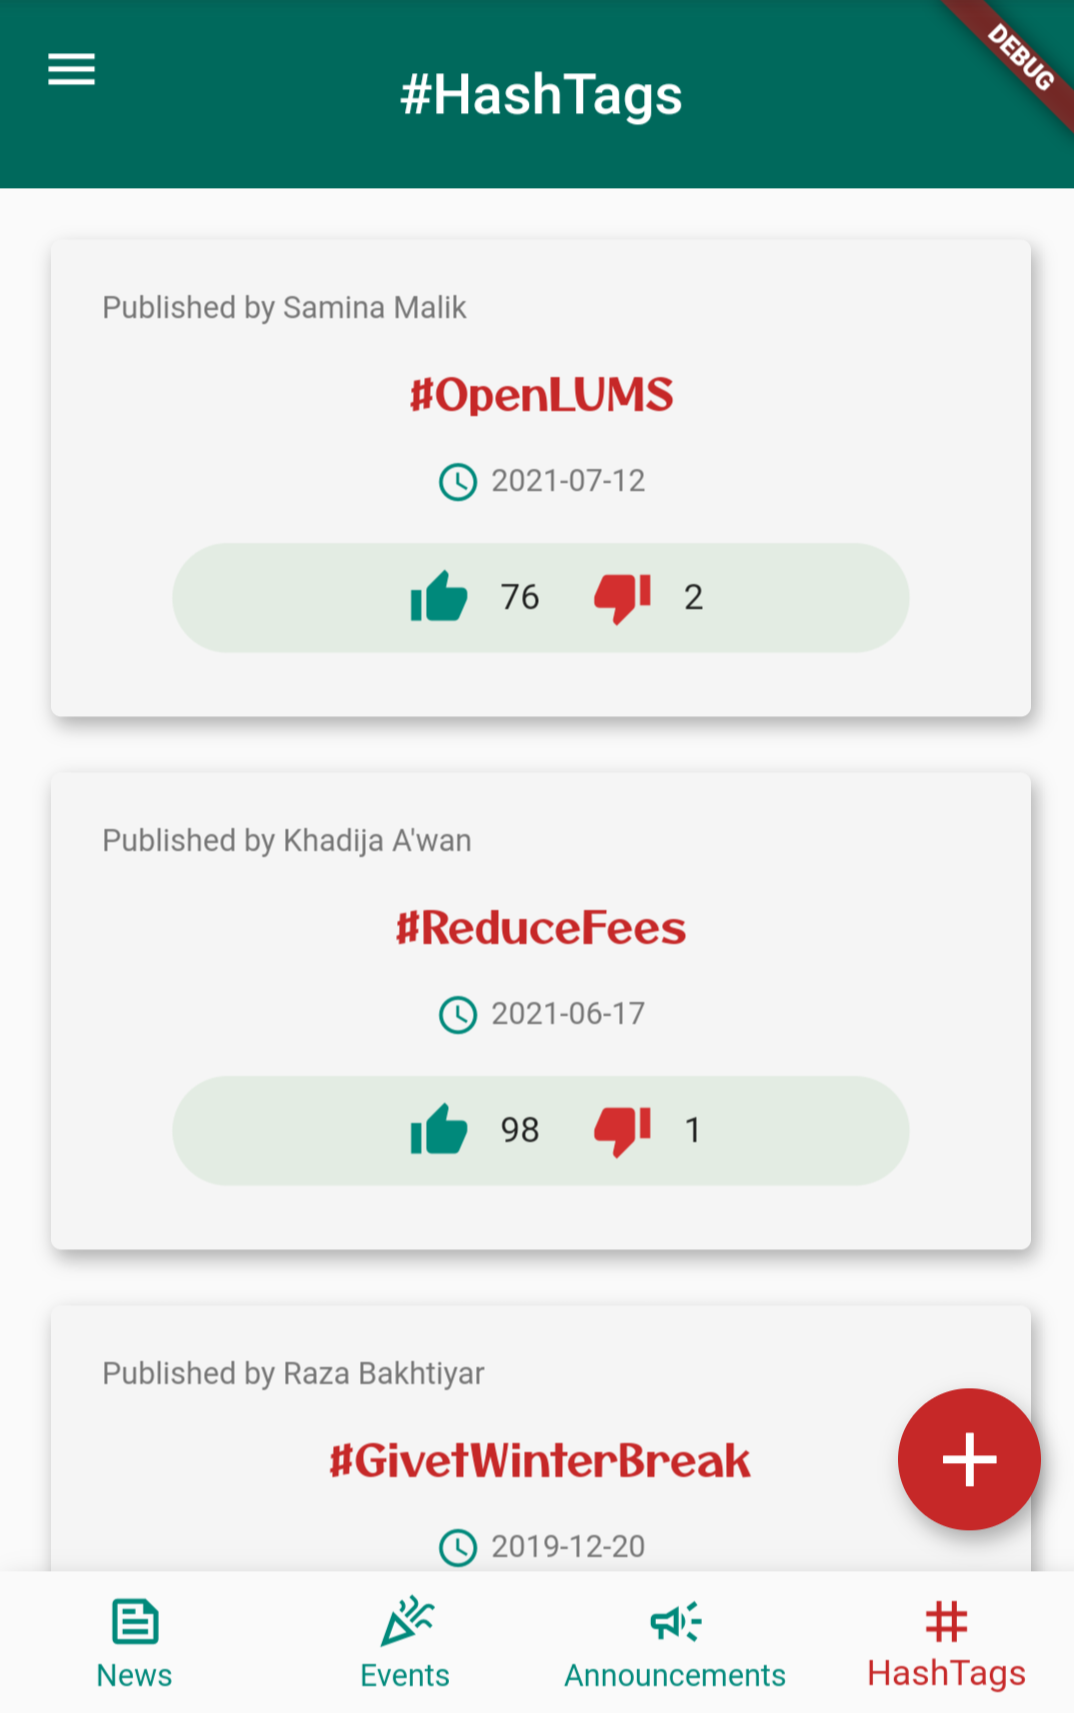 DEBUG
#HashTags
Published by Samina Malik
#OpenLUMS
2021-07-12
76 2
Published by Khadija A'wan
#ReduceFees
2021-06-17
98 1
Published by Raza Bakhtiyar
#GivetWinterBreak
2019-12-20
News Events Announcements HashTags